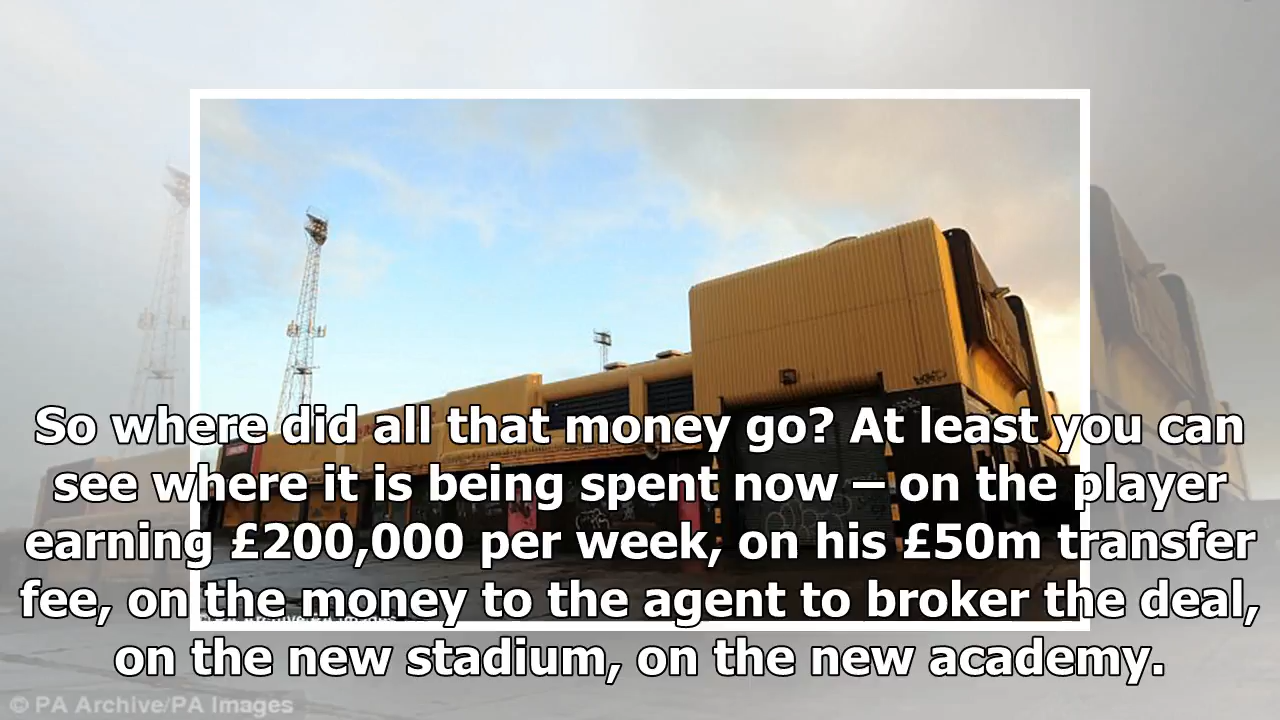 So where did all that money go? At least you can
see where it is being spent now – on the player
earning £200,000 per week, on his £50m transfer
fee, on the money to the agent to broker the deal,
on the new stadium, on the new academy.
© PA Archive/PA Images